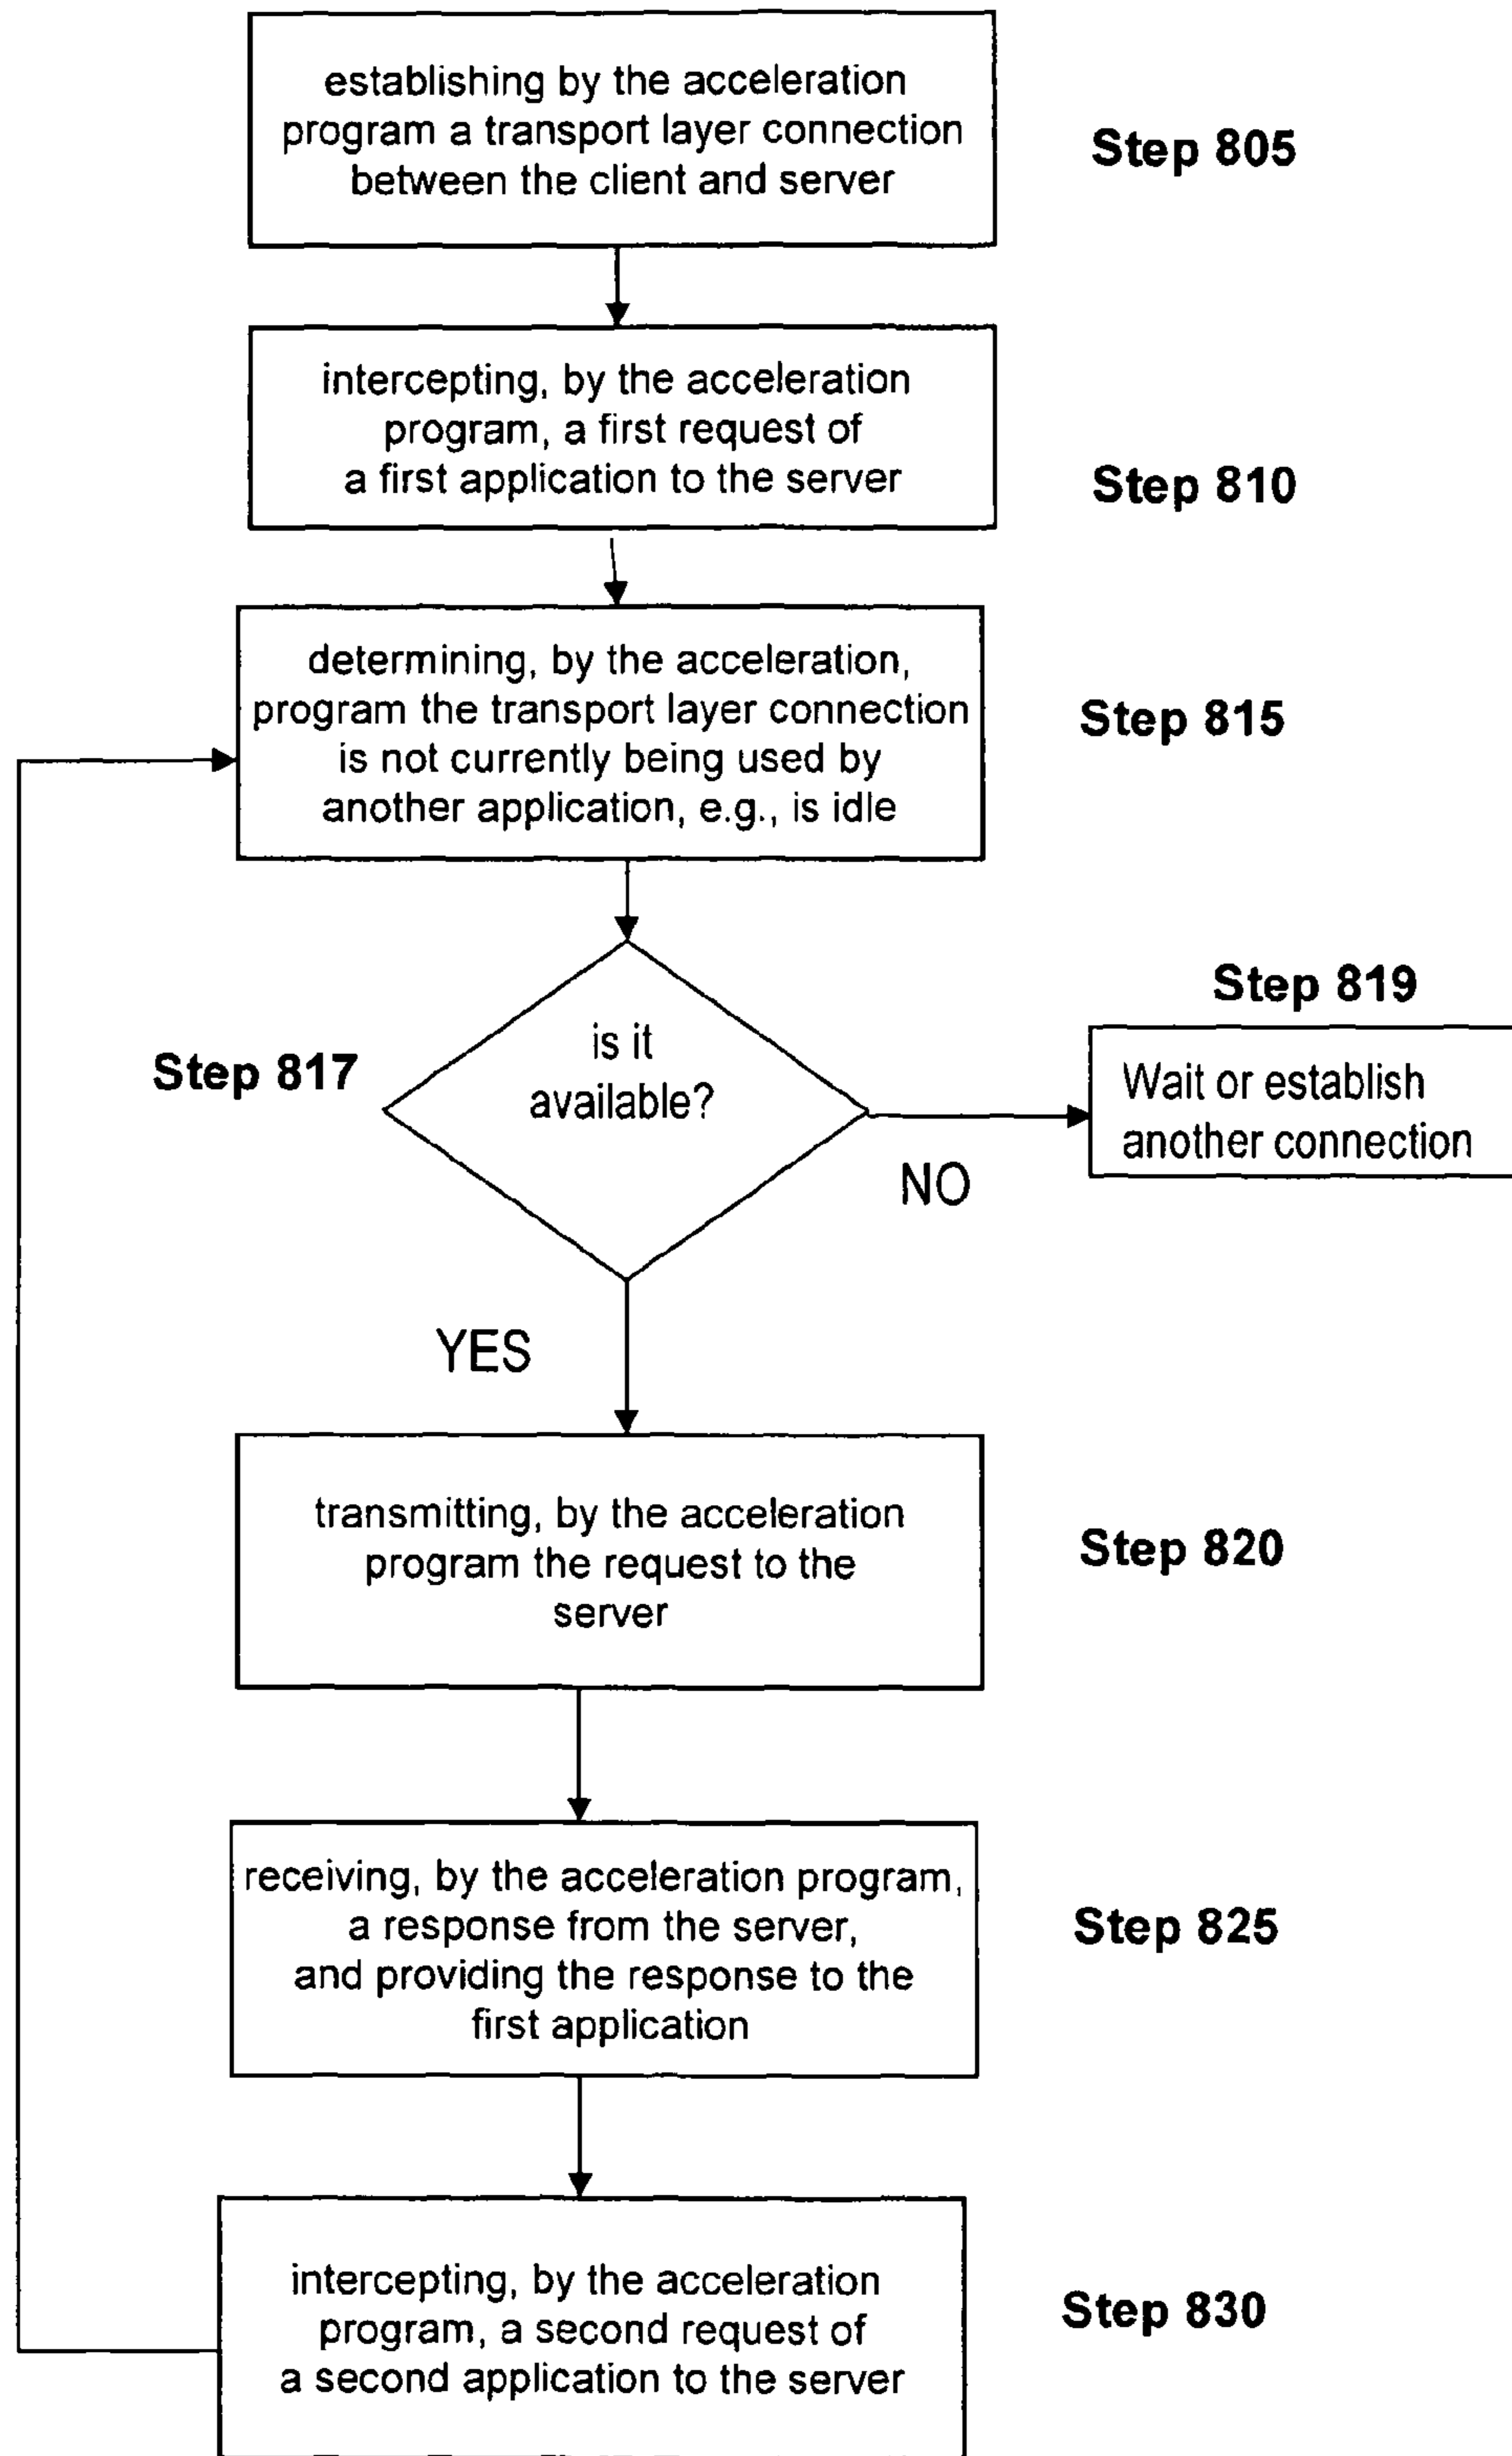 establishing by the acceleration
program a transport layer connection
between the client and server
Step 805
intercepting, by the acceleration
program, a first request of
a first application to the server
Step 810
determining, by the acceleration,
program the transport layer connection
is not currently being used by
another application, e.g., is idle
Step 815
Step 817
is it
available?
NO
Step 819
Wait or establish
another connection
YES
transmitting, by the acceleration
program the request to the
server
Step 820
receiving, by the acceleration program,
a response from the server,
and providing the response to the
first application
Step 825
intercepting, by the acceleration
program, a second request of
a second application to the server
Step 830